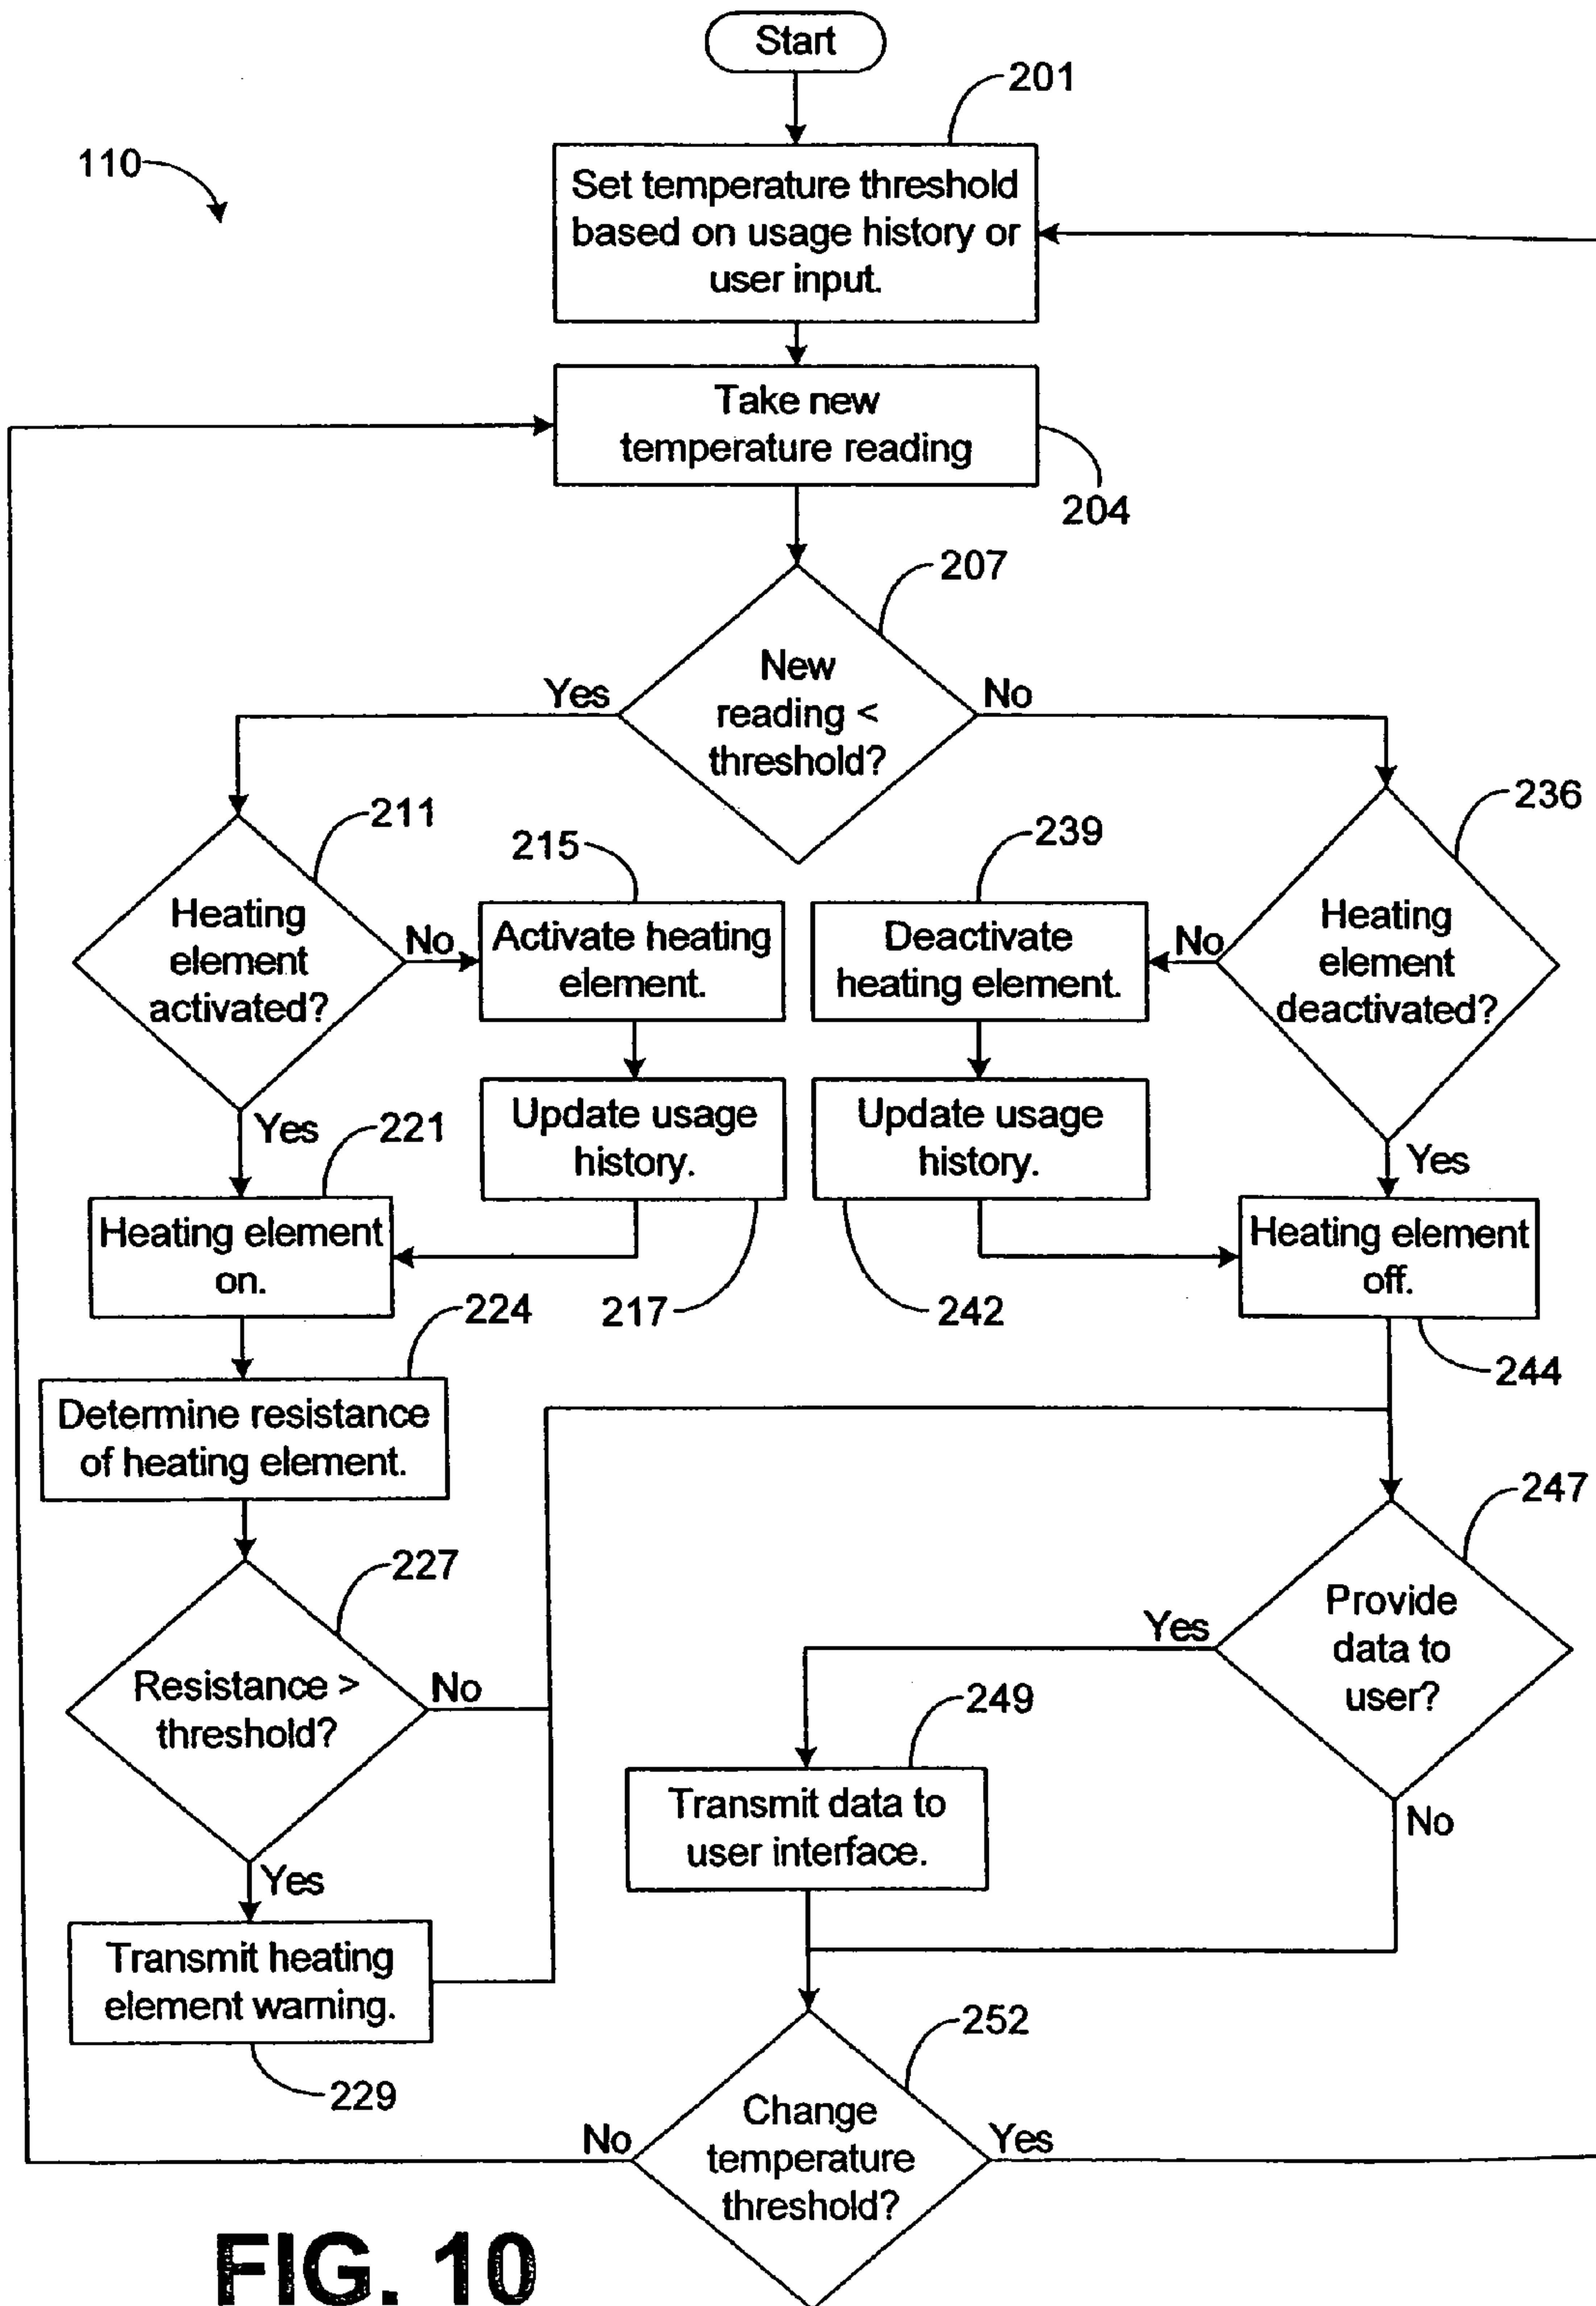 Start
201
110
Set temperature threshold
based on usage history or
user input.
Take new
temperature reading
204
207
New
reading <
threshold?
Yes
No
211
215
239
236
Heating
element
activated?
No
Activate heating
element.
Deactivate
heating element.
No
Heating
element
deactivated?
Yes
221
Update usage
history.
Update usage
history.
Yes
Heating element
on.
217
242
Heating element
off.
224
244
Determine resistance
of heating element.
227
247
Resistance >
threshold?
No
Provide
data to
user?
Yes
249
Transmit data to
user interface.
No
Yes
Transmit heating
element warning.
229
252
Change
temperature
threshold?
No
Yes
FIG. 10